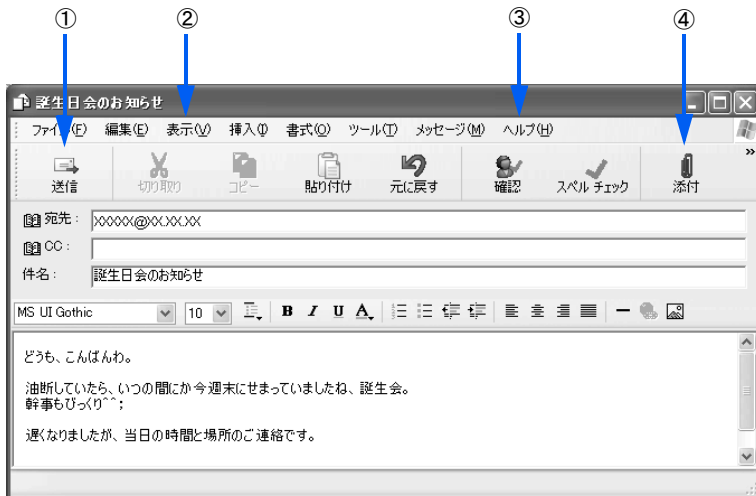 ① ② ③ ④
誕生日会のお知らせ
ファイル(F) 編集(E) 表示(V) 挿入(I) 書式(O) ツール(T) メッセージ(M) ヘルプ(H)
送信 切り取り コピー 貼り付け 元に戻す 確認 スペル チェック 添付 »
宛先: XXXXX@XX.XX.XX
CC:
件名: 誕生日会のお知らせ
MS UI Gothic 10 B I U A
どうも、こんばんわ。
油断していたら、いつの間にか今週末にせまっていましたね、誕生会。
幹事もびっくり^^;
遅くなりましたが、当日の時間と場所のご連絡です。